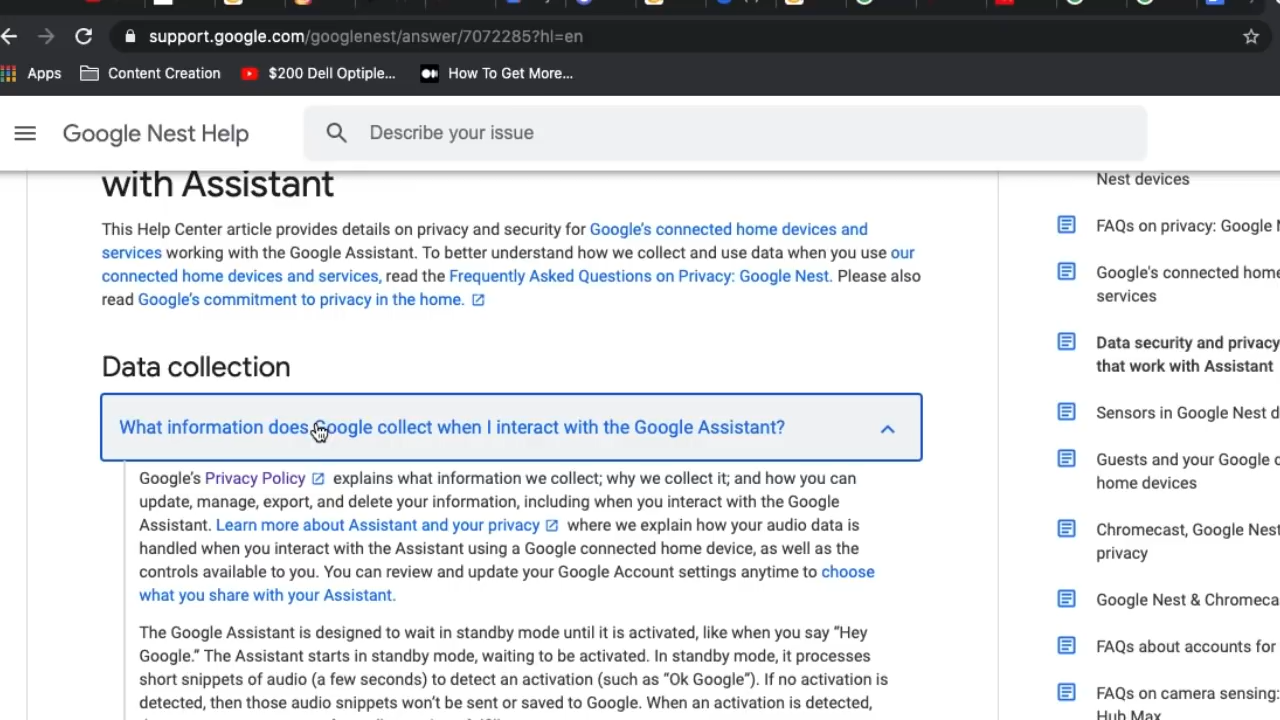 support.google.com/googlenest/answer/7072285?hl=en
Apps
Content Creation
$200 Dell Optiple...
How To Get More...
Google Nest Help
Describe your issue
with Assistant
This Help Center article provides details on privacy and security for Google's connected home devices and
services working with the Google Assistant. To better understand how we collect and use data when you use our
connected home devices and services, read the Frequently Asked Questions on Privacy: Google Nest. Please also
read Google's commitment to privacy in the home.
Data collection
What information does Google collect when I interact with the Google Assistant?
Google's Privacy Policy explains what information we collect; why we collect it; and how you can
update, manage, export, and delete your information, including when you interact with the Google
Assistant. Learn more about Assistant and your privacy where we explain how your audio data is
handled when you interact with the Assistant using a Google connected home device, as well as the
controls available to you. You can review and update your Google Account settings anytime to choose
what you share with your Assistant.
The Google Assistant is designed to wait in standby mode until it is activated, like when you say “Hey
Google.” The Assistant starts in standby mode, waiting to be activated. In standby mode, it processes
short snippets of audio (a few seconds) to detect an activation (such as “Ok Google”). If no activation is
detected, then those audio snippets won't be sent or saved to Google. When an activation is detected,
Nest devices
FAQs on privacy: Google
Google's connected home
services
Data security and privacy
that work with Assistant
Sensors in Google Nest
Guests and your Google
home devices
Chromecast, Google Nest
privacy
Google Nest & Chromeca
FAQs about accounts for
FAQs on camera sensing:
Hub Max